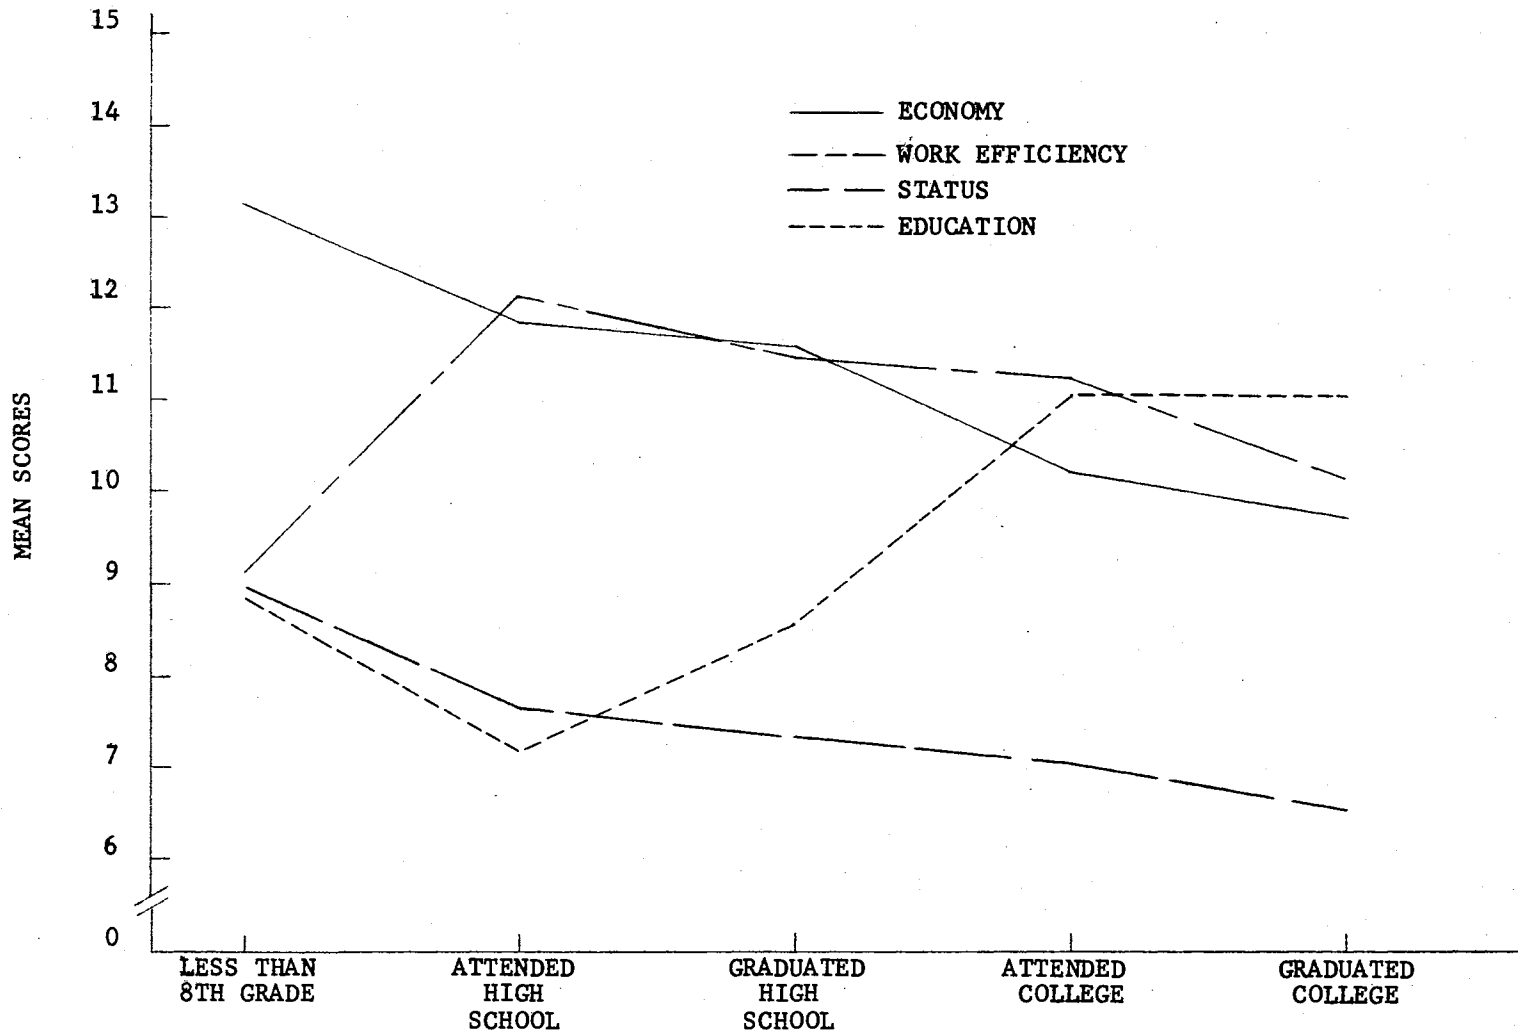 15
14
13
12
11
10
9
8
7
6
0
MEAN SCORES
ECONOMY
WORK EFFICIENCY
STATUS
EDUCATION
LESS THAN
8TH GRADE
ATTENDED
HIGH
SCHOOL
GRADUATED
HIGH
SCHOOL
ATTENDED
COLLEGE
GRADUATED
COLLEGE